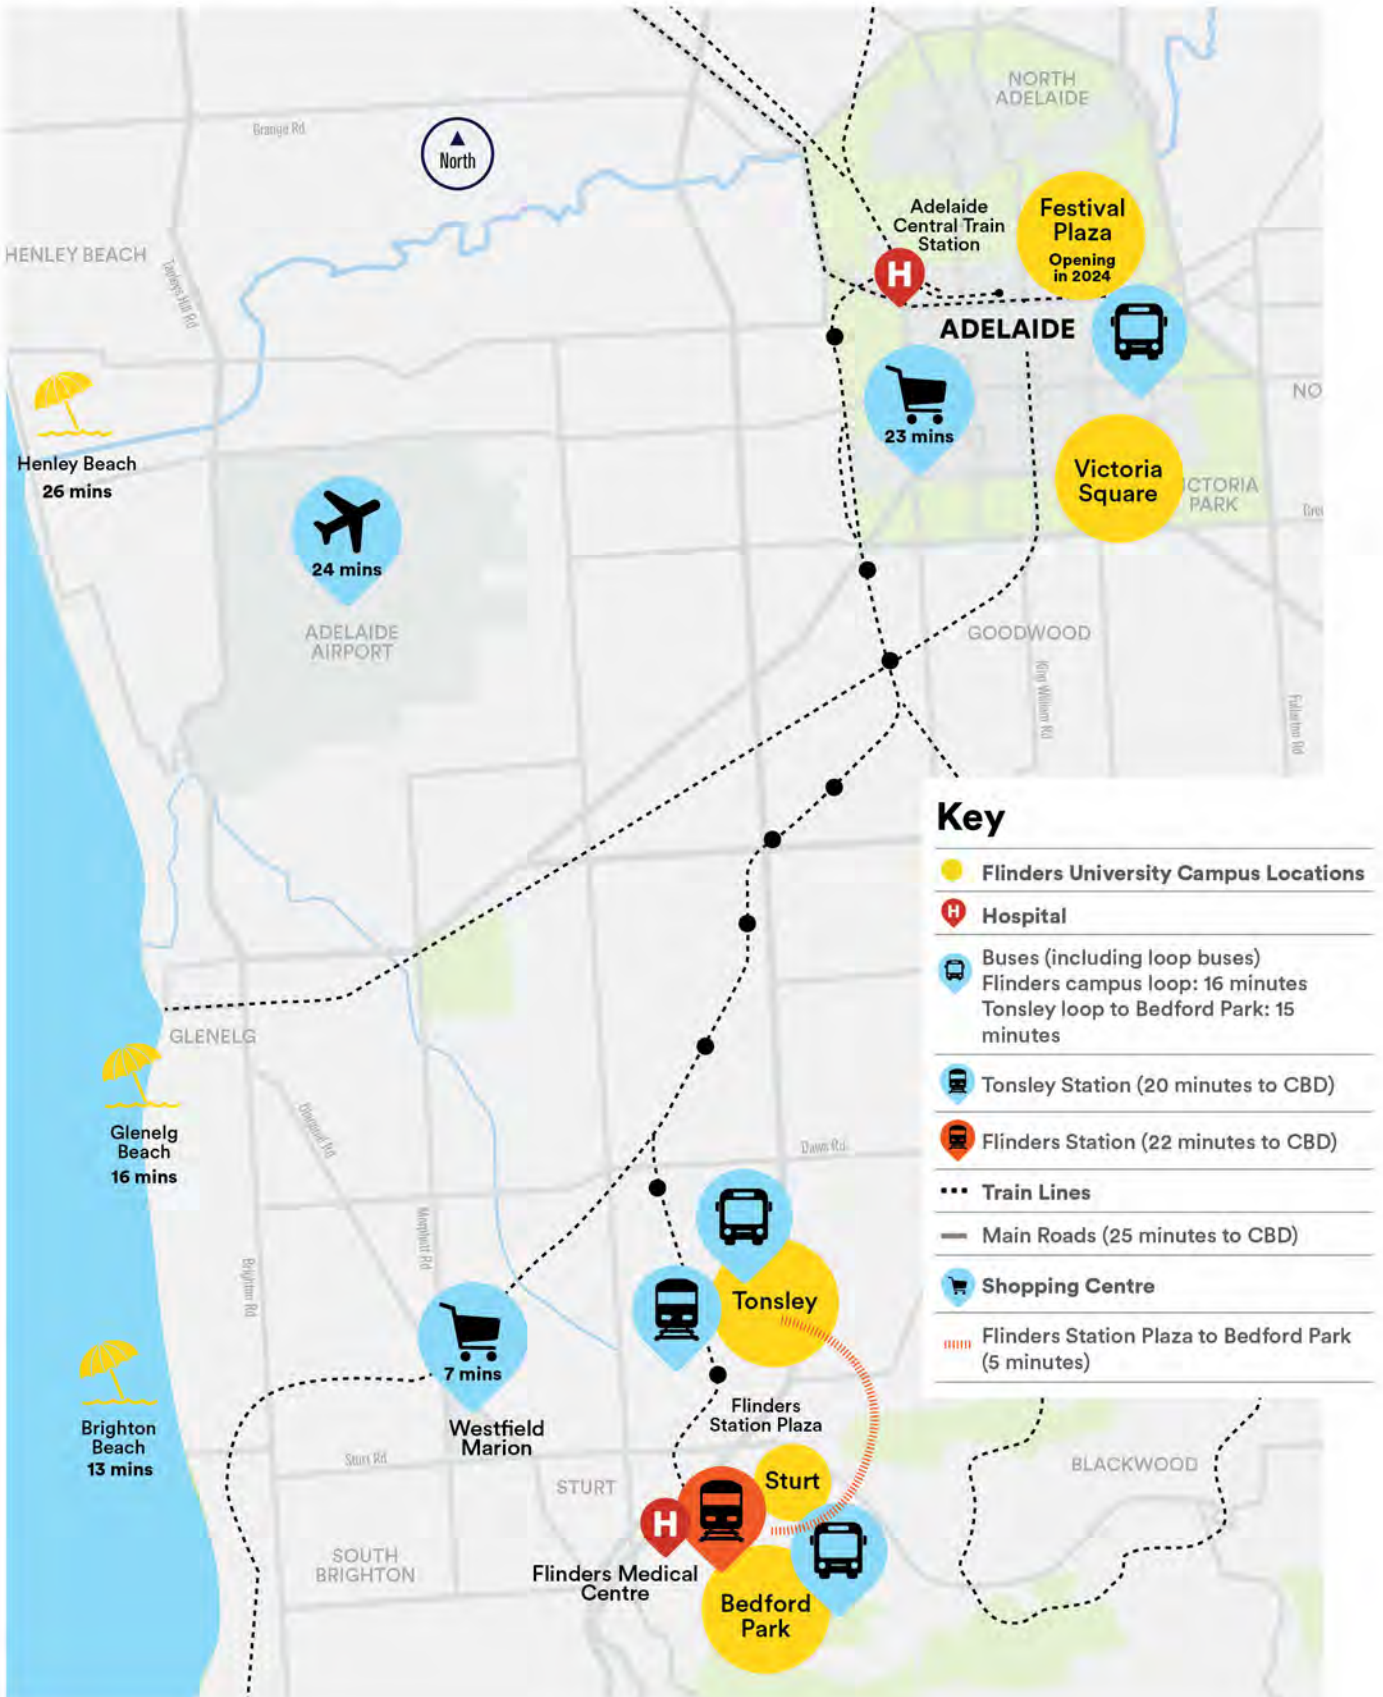 NORTH
ADELAIDE
Grange Rd
North
Adelaide
Central Train
Station
Festival
Plaza
Opening
in 2024
H
HENLEY BEACH
Tapleys Hill Rd
ADELAIDE
NO
23 mins
Henley Beach
26 mins
Victoria
Square
ICTORIA
PARK
24 mins
ADELAIDE
AIRPORT
GOODWOOD
King William Rd
Fullarton Rd
Key
Flinders University Campus Locations
H
Hospital
Buses (including loop buses)
Flinders campus loop: 16 minutes
Tonsley loop to Bedford Park: 15
minutes
Tonsley Station (20 minutes to CBD)
Flinders Station (22 minutes to CBD)
Train Lines
Main Roads (25 minutes to CBD)
Shopping Centre
Flinders Station Plaza to Bedford Park
(5 minutes)
GLENELG
Glenelg
Beach
16 mins
Diagonal Rd
Daws Rd
Morphett Rd
Brighton Rd
Tonsley
7 mins
Westfield
Marion
Flinders
Station Plaza
Brighton
Beach
13 mins
Sturt Rd
STURT
Sturt
BLACKWOOD
H
SOUTH
BRIGHTON
Flinders Medical
Centre
Bedford
Park